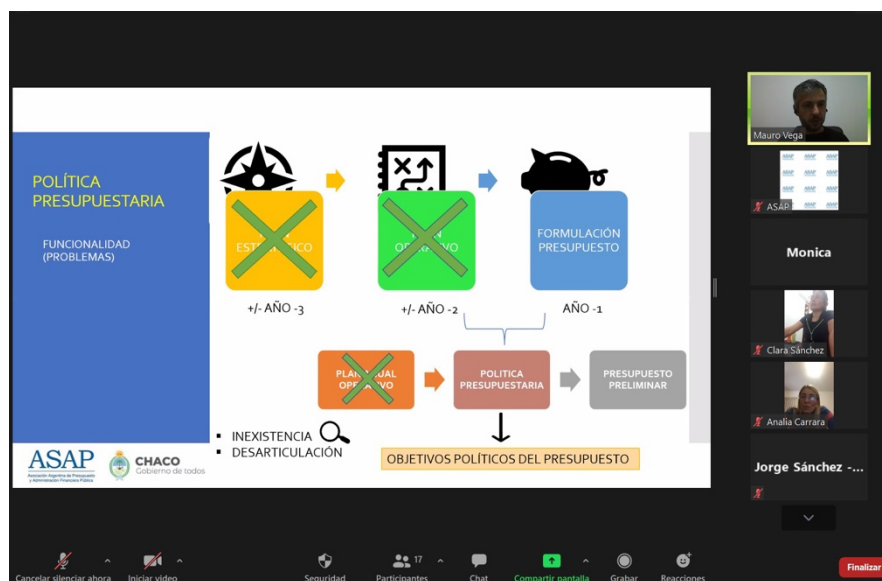 POLÍTICA
PRESUPUESTARIA
FUNCIONALIDAD
(PROBLEMAS)
FORMULACIÓN
PRESUPUESTO
+/- AÑO -3
+/- AÑO -2
AÑO -1
POLITICA
PRESUPUESTARIA
PRESUPUESTO
PRELIMINAR
▪ INEXISTENCIA
▪ DESARTICULACIÓN
OBJETIVOS POLÍTICOS DEL PRESUPUESTO
ASAP
Asociación Argentina de Presupuesto
y Administración Financiera Pública
CHACO
Gobierno de todos
Mauro Vega
ASAP
Monica
Clara Sánchez
Analia Carrara
Jorge Sánchez -...
Cancelar silenciar ahora
Iniciar video
Seguridad
Participantes
17
Chat
Compartir pantalla
Grabar
Reacciones
Finalizar